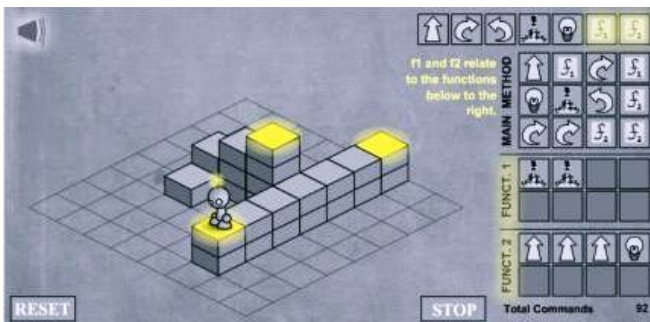 f1 and f2 relate
to the functions
below to the
right.
MAIN METHOD
FUNCT. 1
FUNCT. 2
RESET
STOP
Total Commands 92